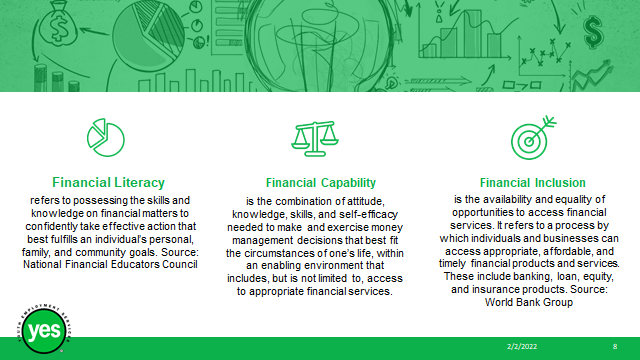 Financial Literacy
refers to possessing the skills and
knowledge on financial matters to
confidently take effective action that
best fulfills an individual's personal,
family, and community goals. Source:
National Financial Educators Council
Financial Capability
is the combination of attitude,
knowledge, skills, and self-efficacy
needed to make and exercise money
management decisions that best fit
the circumstances of one's life, within
an enabling environment that
includes, but is not limited to, access
to appropriate financial services.
Financial Inclusion
is the availability and equality of
opportunities to access financial
services. It refers to a process by
which individuals and businesses can
access appropriate, affordable, and
timely financial products and services.
These include banking, loan, equity,
and insurance products. Source:
World Bank Group
YOUTH EMPLOYMENT SERVICES
yes
2/2/2022
8